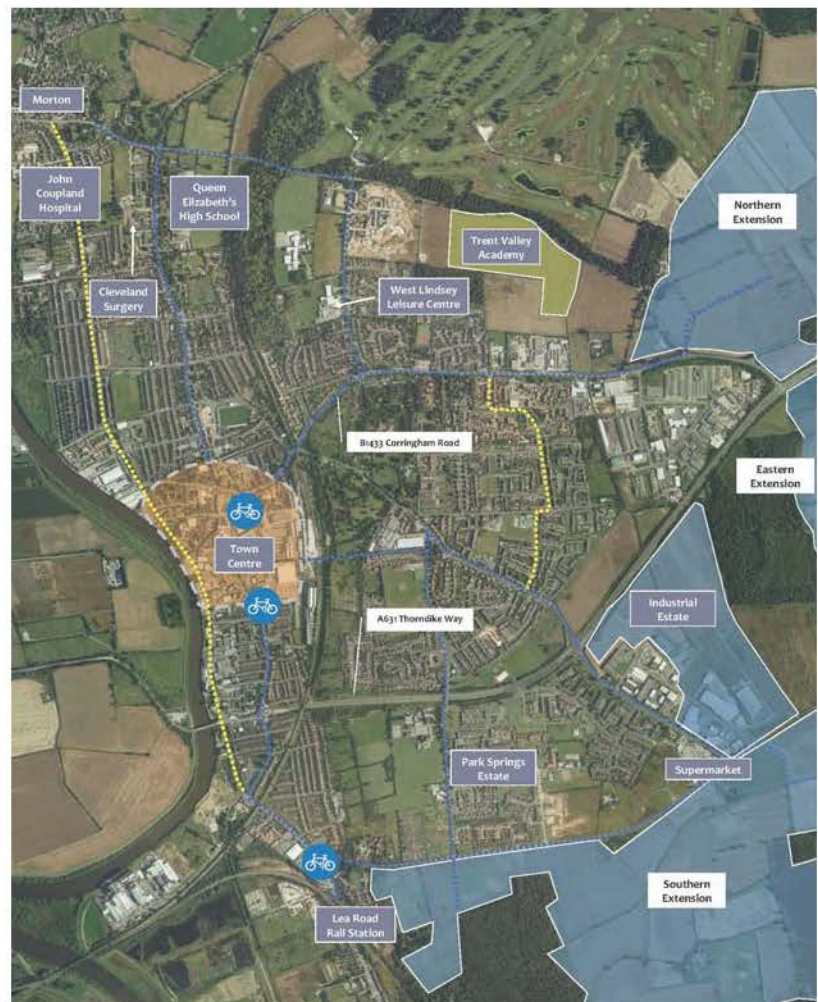 Morton
John
Coupland
Hospital
Queen
Elizabeth's
High School
Cleveland
Surgery
West Lindsey
Leisure Centre
Trent Valley
Academy
Northern
Extension
B1433 Corringham Road
Eastern
Extension
Town
Centre
A631 Thorndike Way
Industrial
Estate
Park Springs
Estate
Supermarket
Lea Road
Rail Station
Southern
Extension